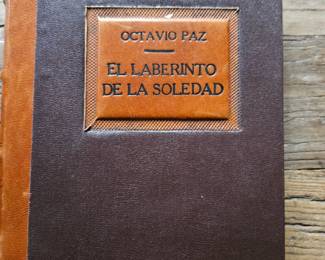 OCTAVIO PAZ
EL LABERINTO
DE LA SOLEDAD